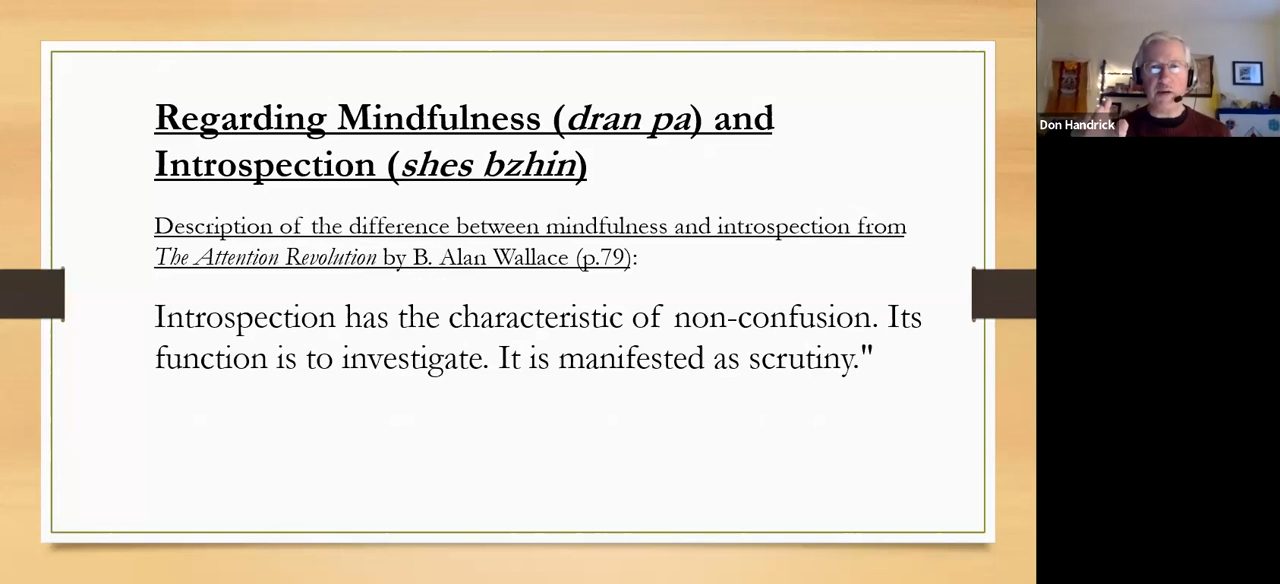 Regarding Mindfulness (dran pa) and
Introspection (shes bzhin)
Description of the difference between mindfulness and introspection from
The Attention Revolution by B. Alan Wallace (p.79):
Introspection has the characteristic of non-confusion. Its
function is to investigate. It is manifested as scrutiny."
Don Handrick